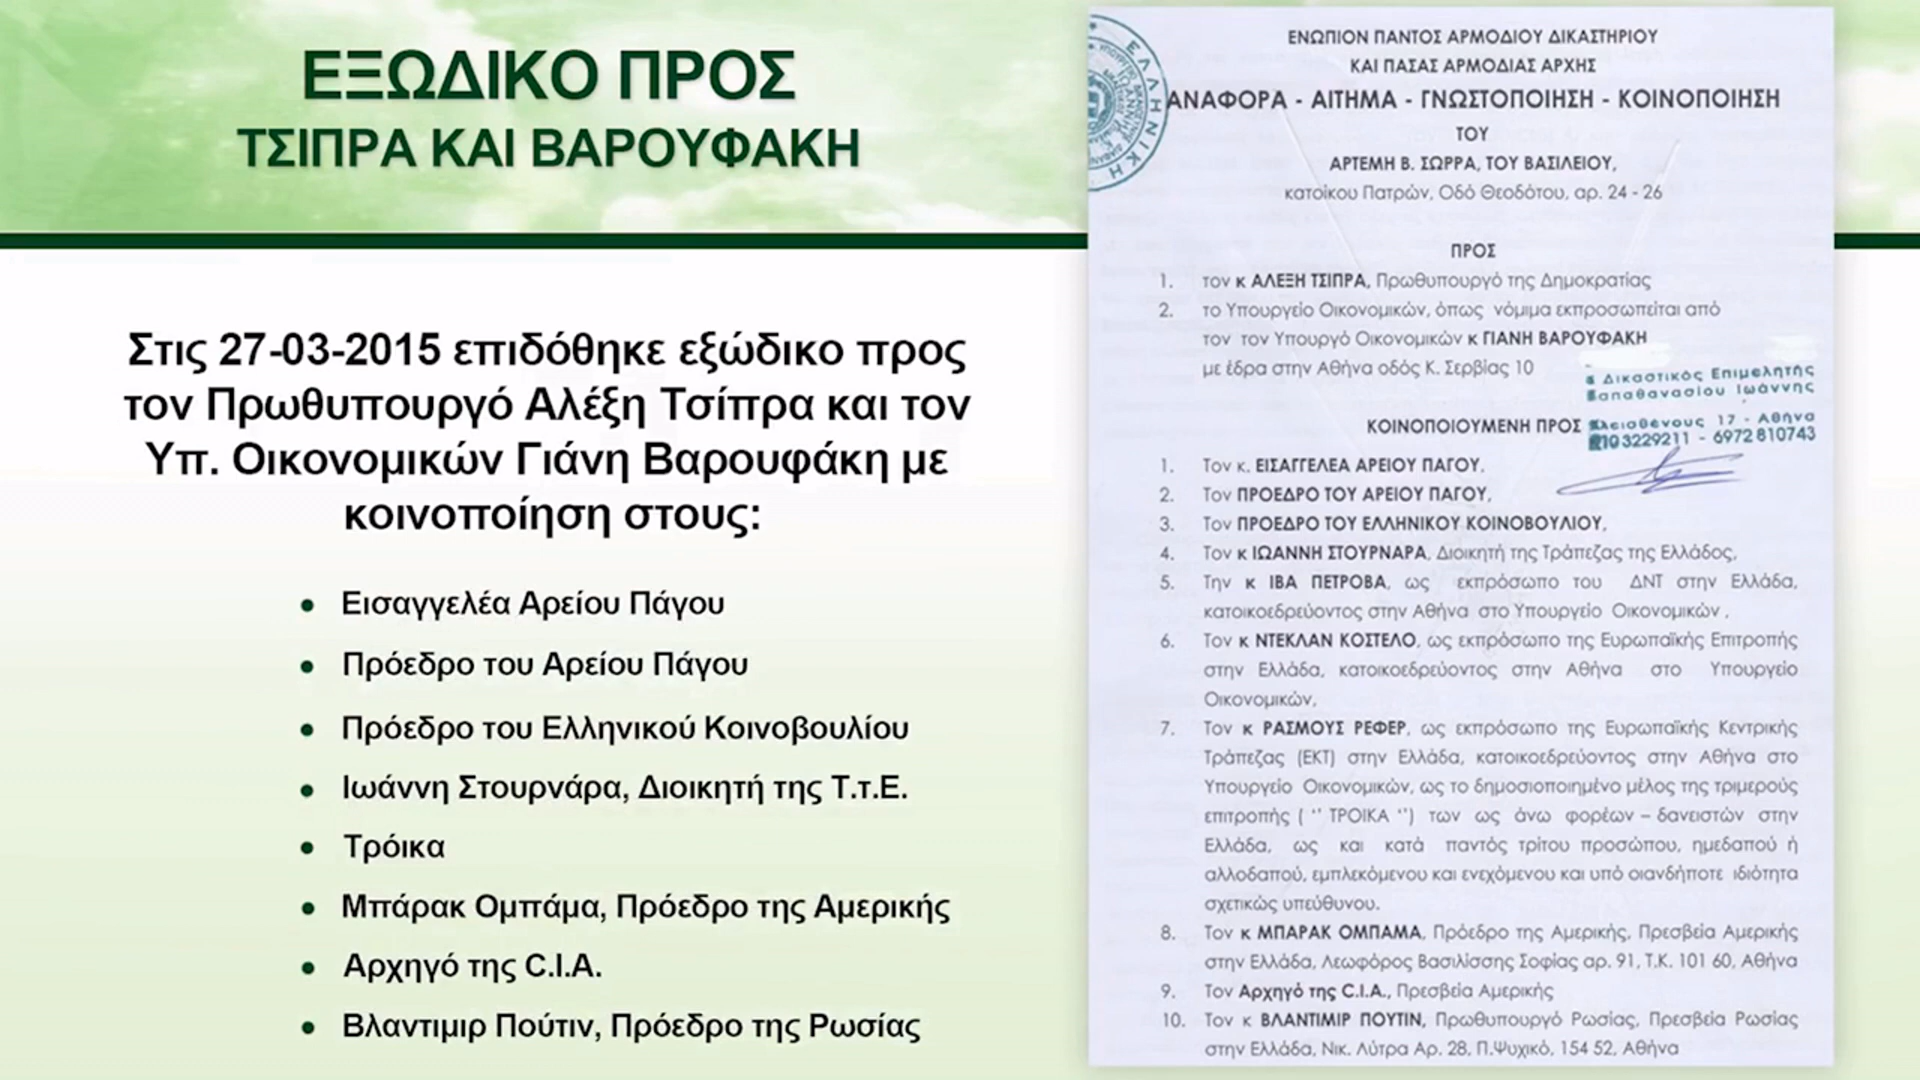 ΕΞΩΔΙΚΟ ΠΡΟΣ
ΤΣΙΠΡΑ ΚΑΙ ΒΑΡΟΥΦΑΚΗ
Στις 27-03-2015 επιδόθηκε εξώδικο προς
τον Πρωθυπουργό Αλέξη Τσίπρα και τον
Υπ. Οικονομικών Γιάνη Βαρουφάκη με
κοινοποίηση στους:
• Εισαγγελέα Αρείου Πάγου
• Πρόεδρο του Αρείου Πάγου
• Πρόεδρο του Ελληνικού Κοινοβουλίου
• Ιωάννη Στουρνάρα, Διοικητή της Τ.τ.Ε.
• Τρόικα
• Μπάρακ Ομπάμα, Πρόεδρο της Αμερικής
• Αρχηγό της C.I.A.
• Βλαντιμιρ Πούτιν, Πρόεδρο της Ρωσίας
ΕΝΩΠΙΟΝ ΠΑΝΤΟΣ ΑΡΜΟΔΙΟΥ ΔΙΚΑΣΤΗΡΙΟΥ
ΚΑΙ ΠΑΣΑΣ ΑΡΜΟΔΙΑΣ ΑΡΧΗΣ
ΑΝΑΦΟΡΑ - ΑΙΤΗΜΑ - ΓΝΩΣΤΟΠΟΙΗΣΗ - ΚΟΙΝΟΠΟΙΗΣΗ
ΤΟΥ
ΑΡΤΕΜΗ Β. ΣΩΡΡΑ, ΤΟΥ ΒΑΣΙΛΕΙΟΥ,
κατοίκου Πατρών, Οδό Θεοδότου, αρ. 24 - 26
ΠΡΟΣ
1. τον κ ΑΛΕΞΗ ΤΣΙΠΡΑ, Πρωθυπουργό της Δημοκρατίας
2. το Υπουργείο Οικονομικών, όπως νόμιμα εκπροσωπείται από
τον τον Υπουργό Οικονομικών κ ΓΙΑΝΗ ΒΑΡΟΥΦΑΚΗ
με έδρα στην Αθήνα οδός Κ. Σερβίας 10
Δικαστικός Επιμελητής
Παπαθανασίου Ιωάννης
Κλεισθένους 17 - Αθήνα
2103229211 - 6972810743
ΚΟΙΝΟΠΟΙΟΥΜΕΝΗ ΠΡΟΣ
1. Τον κ. ΕΙΣΑΓΓΕΛΕΑ ΑΡΕΙΟΥ ΠΑΓΟΥ,
2. Τον ΠΡΟΕΔΡΟ ΤΟΥ ΑΡΕΙΟΥ ΠΑΓΟΥ,
3. Τον ΠΡΟΕΔΡΟ ΤΟΥ ΕΛΛΗΝΙΚΟΥ ΚΟΙΝΟΒΟΥΛΙΟΥ,
4. Τον κ ΙΩΑΝΝΗ ΣΤΟΥΡΝΑΡΑ, Διοικητή της Τράπεζας της Ελλάδος,
5. Την κ ΙΒΑ ΠΕΤΡΟΒΑ, ως εκπρόσωπο του ΔΝΤ στην Ελλάδα,
κατοικοεδρεύοντος στην Αθήνα στο Υπουργείο Οικονομικών ,
6. Τον κ ΝΤΕΚΛΑΝ ΚΟΣΤΕΛΟ, ως εκπρόσωπο της Ευρωπαϊκής Επιτροπής
στην Ελλάδα, κατοικοεδρεύοντος στην Αθήνα στο Υπουργείο
Οικονομικών,
7. Τον κ ΡΑΣΜΟΥΣ ΡΕΦΕΡ, ως εκπρόσωπο της Ευρωπαϊκής Κεντρικής
Τράπεζας (ΕΚΤ) στην Ελλάδα, κατοικοεδρεύοντος στην Αθήνα στο
Υπουργείο Οικονομικών, ως το δημοσιοποιημένο μέλος της τριμερούς
επιτροπής ( '' ΤΡΟΙΚΑ '') των ως άνω φορέων – δανειστών στην
Ελλάδα, ως και κατά παντός τρίτου προσώπου, ημεδαπού ή
αλλοδαπού, εμπλεκόμενου και ενεχόμενου και υπό οιανδήποτε ιδιότητα
σχετικώς υπεύθυνου.
8. Τον κ ΜΠΑΡΑΚ ΟΜΠΑΜΑ, Πρόεδρο της Αμερικής, Πρεσβεία Αμερικής
στην Ελλάδα, Λεωφόρος Βασιλίσσης Σοφίας αρ. 91, Τ.Κ. 101 60, Αθήνα
9. Τον Αρχηγό της C.I.A., Πρεσβεία Αμερικής
10. Τον κ ΒΛΑΝΤΙΜΙΡ ΠΟΥΤΙΝ, Πρωθυπουργό Ρωσίας, Πρεσβεία Ρωσίας
στην Ελλάδα, Νικ. Λύτρα Αρ. 28, Π.Ψυχικό, 154 52, Αθήνα